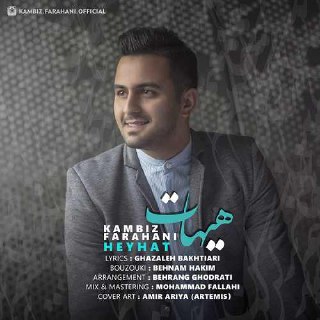 KAMBIZ.FARAHANI.OFFICIAL
هیهات
KAMBIZ
FARAHANI
HEYHAT
LYRICS : GHAZALEH BAKHTIARI
BOUZOUKI : BEHNAM HAKIM
ARRANGEMENT : BEHRANG GHODRATI
MIX & MASTERING : MOHAMMAD FALLAHI
COVER ART : AMIR ARIYA (ARTEMIS)